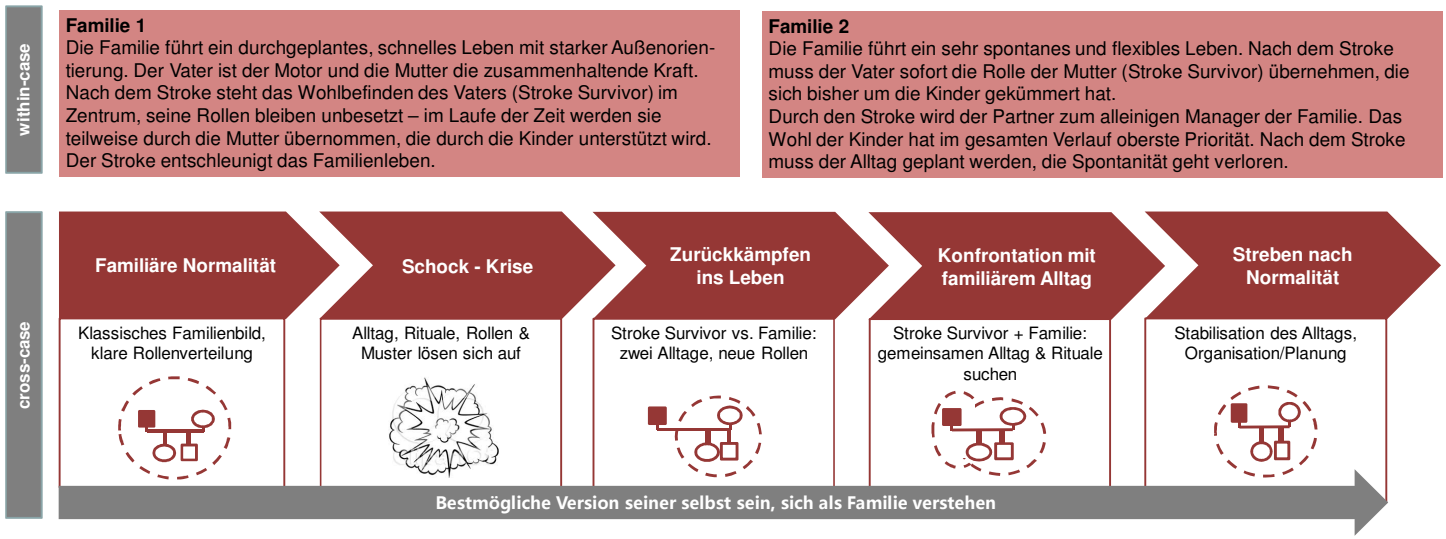 within-case
Familie 1
Die Familie führt ein durchgeplantes, schnelles Leben mit starker Außenorien-
tierung. Der Vater ist der Motor und die Mutter die zusammenhaltende Kraft.
Nach dem Stroke steht das Wohlbefinden des Vaters (Stroke Survivor) im
Zentrum, seine Rollen bleiben unbesetzt – im Laufe der Zeit werden sie
teilweise durch die Mutter übernommen, die durch die Kinder unterstützt wird.
Der Stroke entschleunigt das Familienleben.
Familie 2
Die Familie führt ein sehr spontanes und flexibles Leben. Nach dem Stroke
muss der Vater sofort die Rolle der Mutter (Stroke Survivor) übernehmen, die
sich bisher um die Kinder gekümmert hat.
Durch den Stroke wird der Partner zum alleinigen Manager der Familie. Das
Wohl der Kinder hat im gesamten Verlauf oberste Priorität. Nach dem Stroke
muss der Alltag geplant werden, die Spontanität geht verloren.
cross-case
Familiäre Normalität
Klassisches Familienbild,
klare Rollenverteilung
Schock - Krise
Alltag, Rituale, Rollen &
Muster lösen sich auf
Zurückkämpfen
ins Leben
Stroke Survivor vs. Familie:
zwei Alltage, neue Rollen
Konfrontation mit
familiärem Alltag
Stroke Survivor + Familie:
gemeinsamen Alltag & Rituale
suchen
Streben nach
Normalität
Stabilisation des Alltags,
Organisation/Planung
Bestmögliche Version seiner selbst sein, sich als Familie verstehen